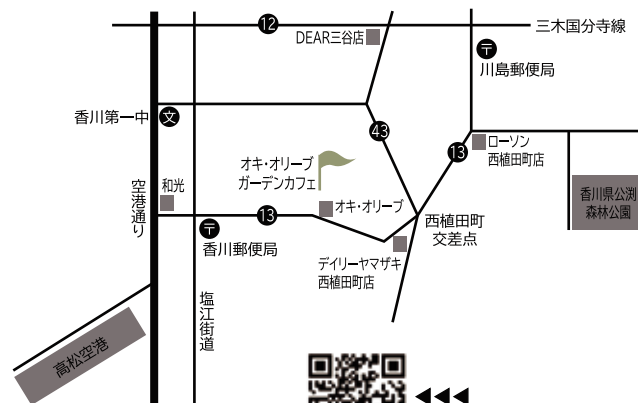 12
三木国分寺線
DEAR三谷店
〒
川島郵便局
香川第一中
文
43
13
ローソン
西植田町店
オキ・オリーブ
ガーデンカフェ
空港通り
和光
香川県公渕
森林公園
オキ・オリーブ
13
西植田町
交差点
〒
香川郵便局
デイリーヤマザキ
西植田町店
塩江街道
高松空港